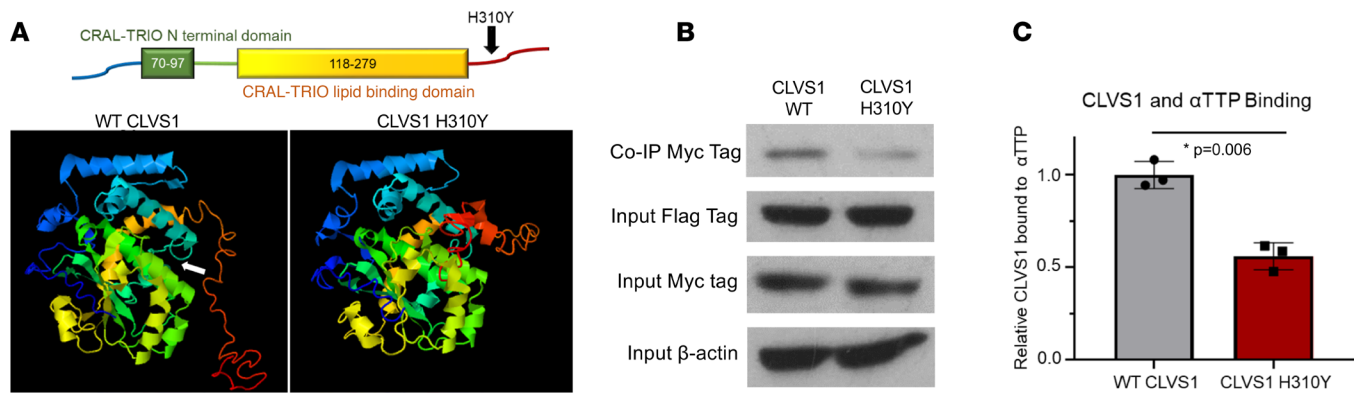 A
H310Y
CRAL-TRIO N terminal domain
70-97
118-279
CRAL-TRIO lipid binding domain
WT CLVS1
CLVS1 H310Y
B
CLVS1
WT
CLVS1
H310Y
Co-IP Myc Tag
Input Flag Tag
Input Myc tag
Input β-actin
C
CLVS1 and αTTP Binding
* p=0.006
Relative CLVS1 bound to αTTP
1.0
0.5
0.0
WT CLVS1
CLVS1 H310Y